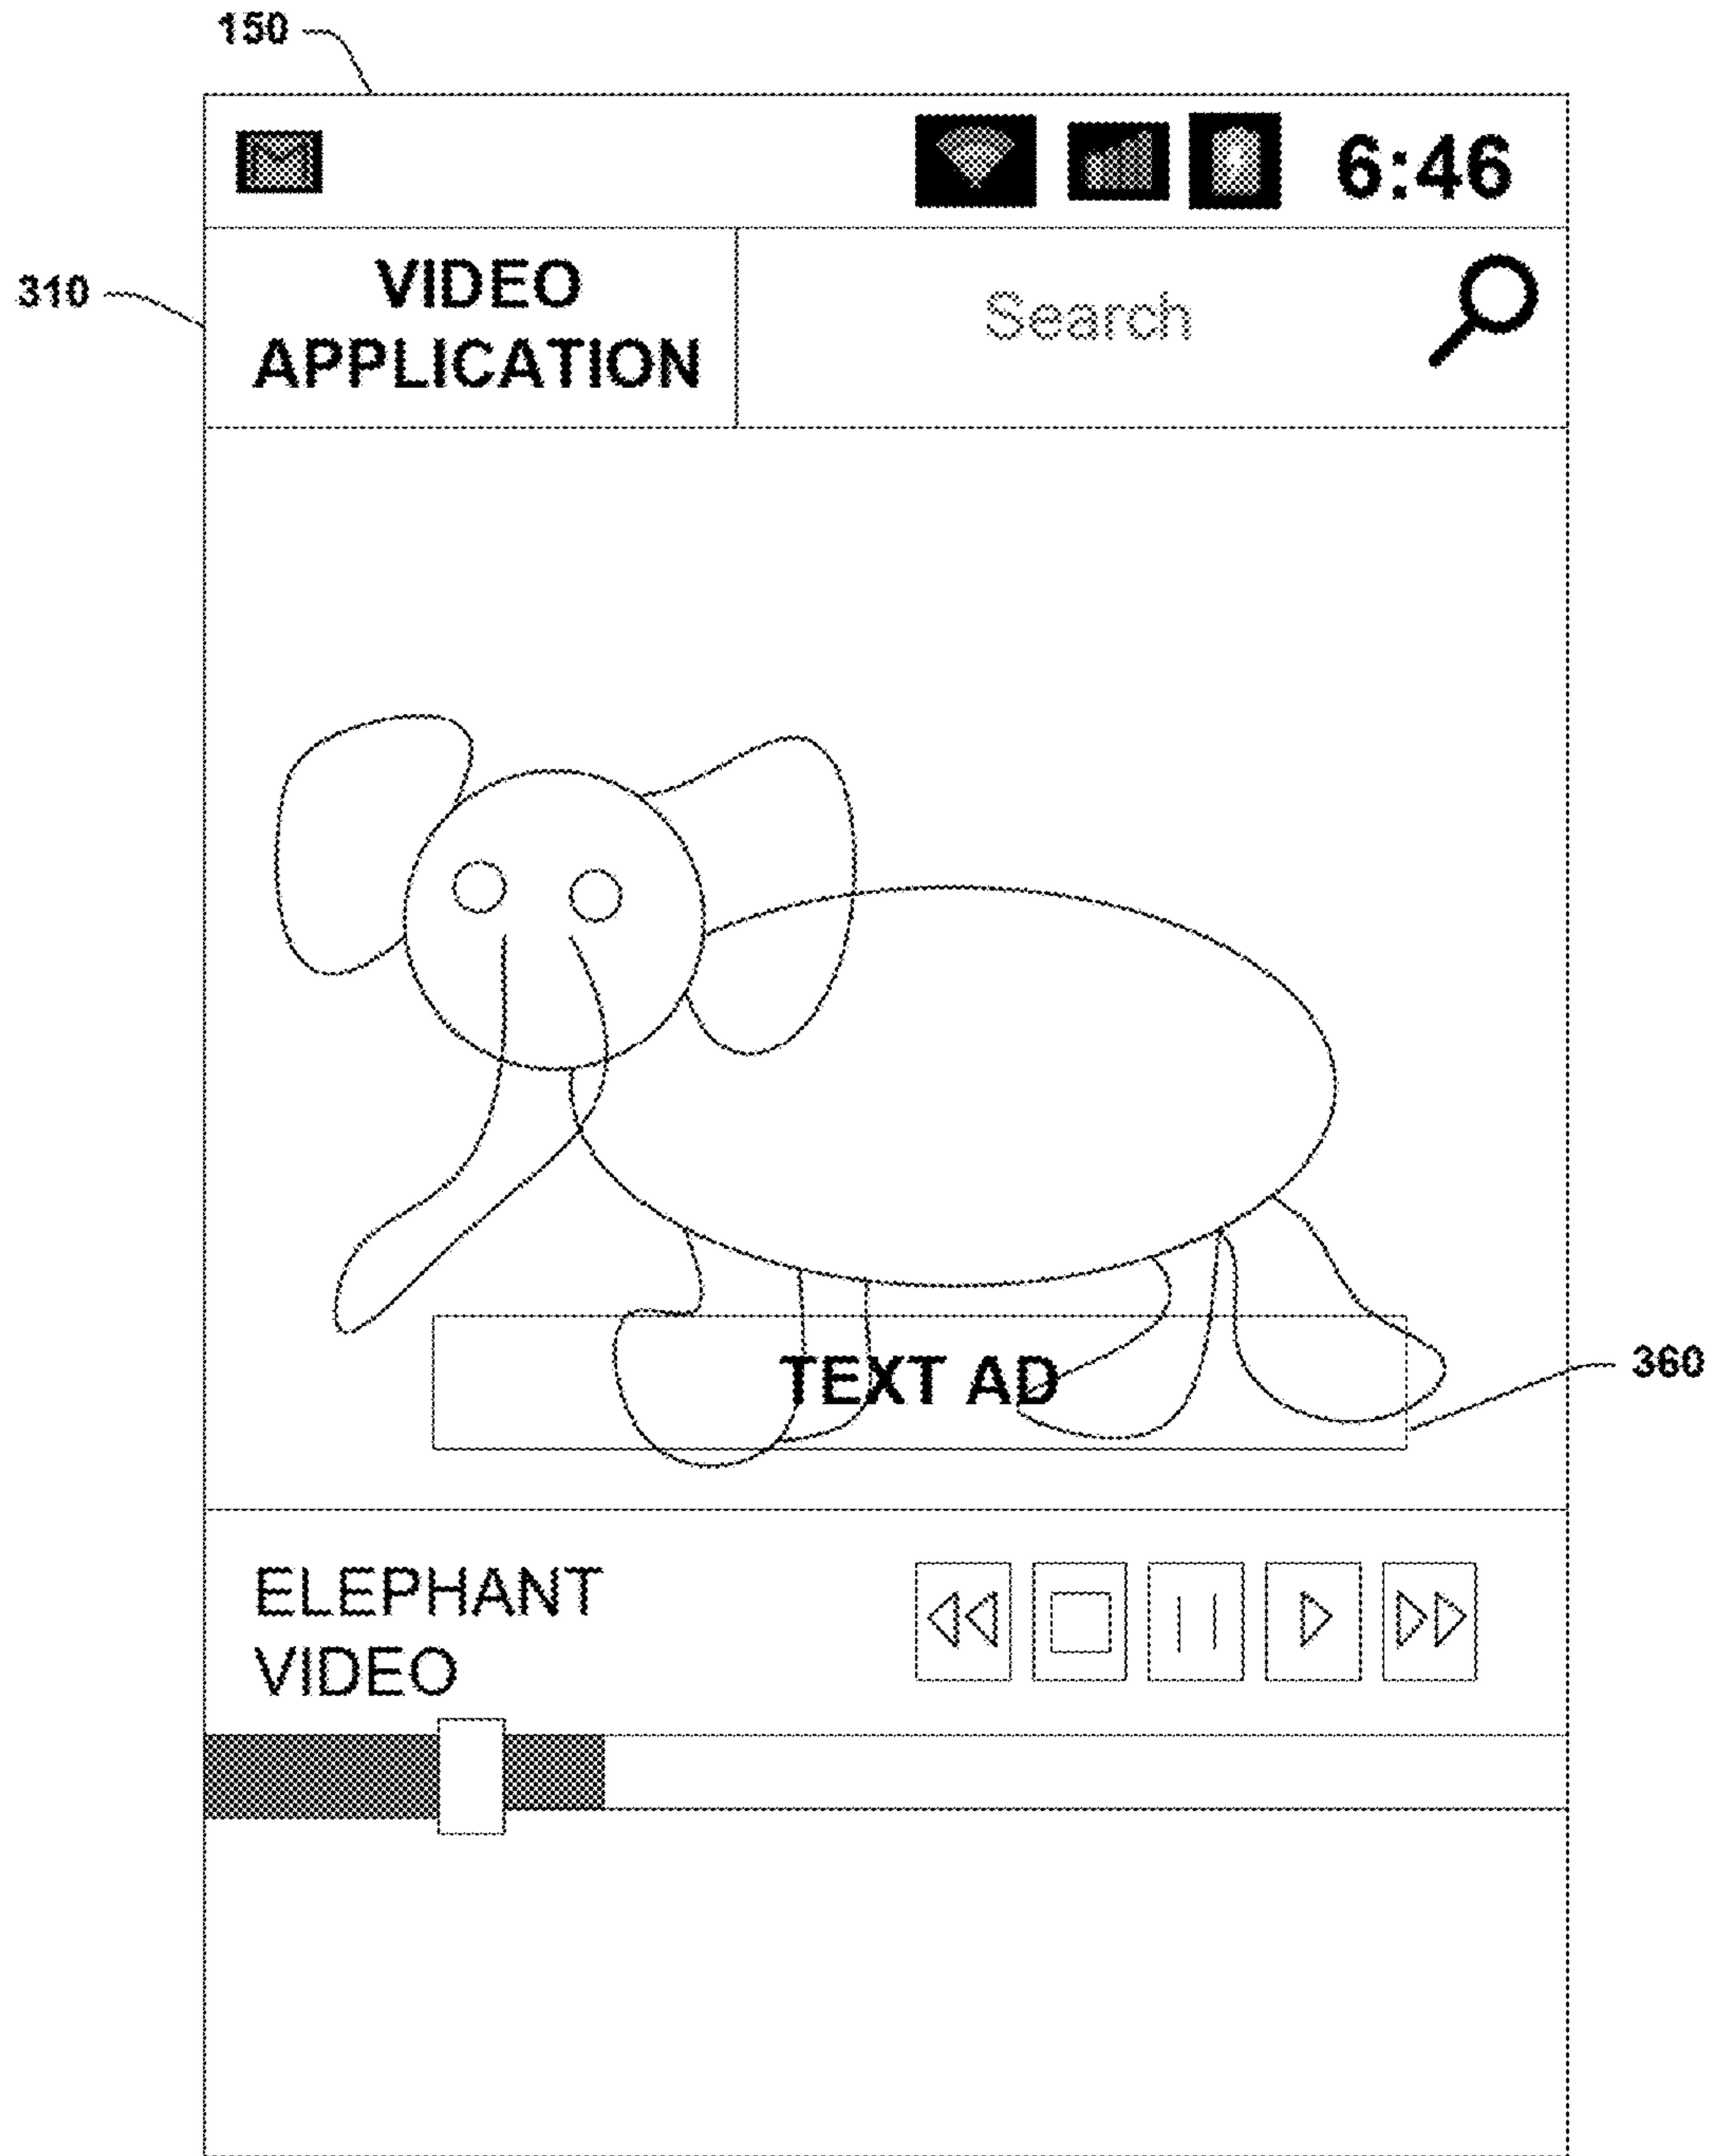 150
6:46
310
VIDEO
APPLICATION
Search
TEXT AD
360
ELEPHANT
VIDEO